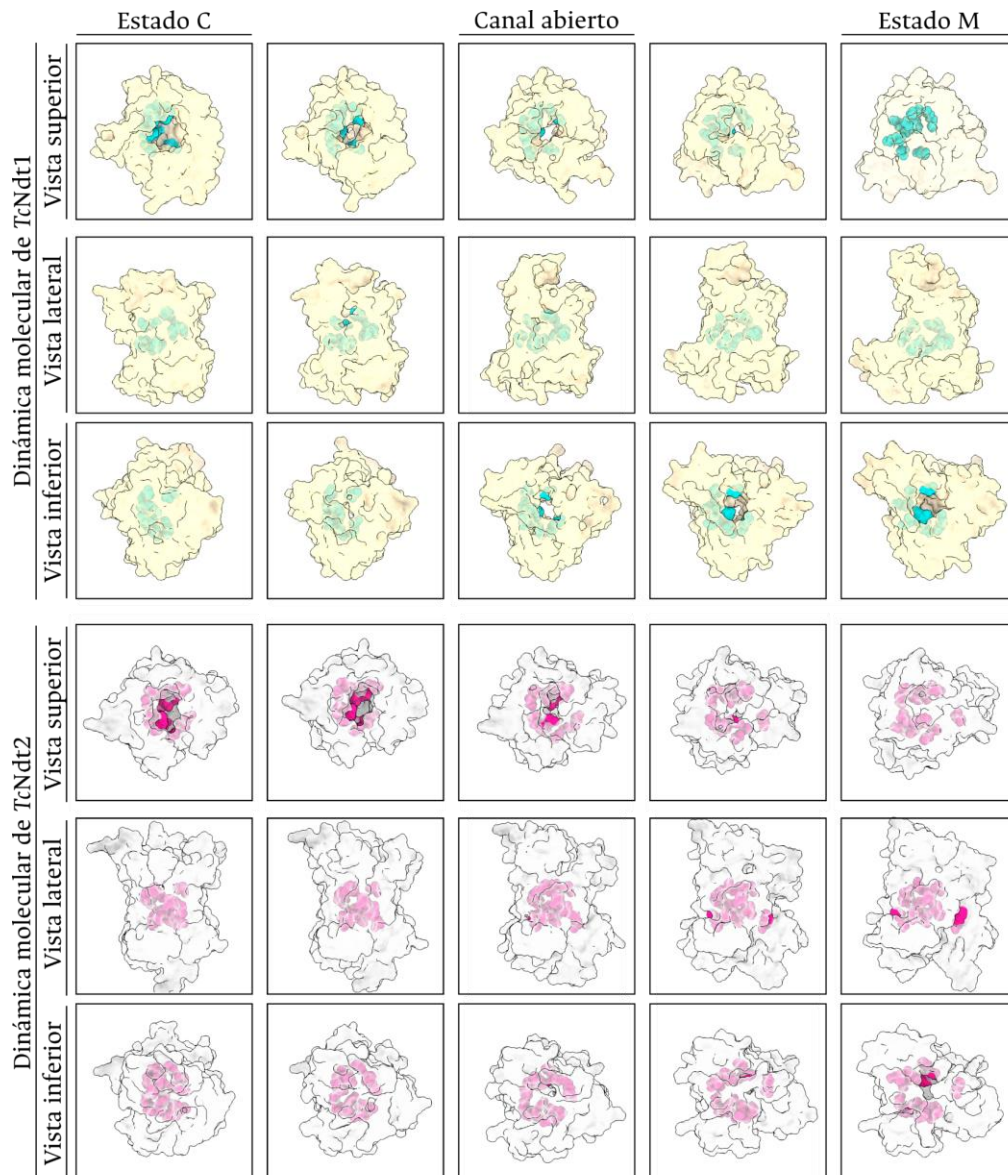 Estado C
Canal abierto
Estado M
Dinámica molecular de TcNdt1
Vista superior
Vista lateral
Vista inferior
Dinámica molecular de TcNdt2
Vista superior
Vista lateral
Vista inferior